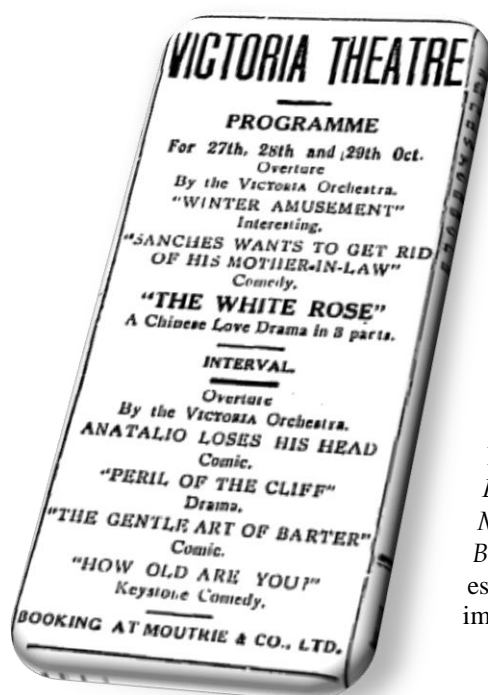 VICTORIA THEATRE
PROGRAMME
For 27th, 28th and 29th Oct.
Overture
By the VICTORIA Orchestra.
"WINTER AMUSEMENT"
Interesting.
"SANCHES WANTS TO GET RID
OF HIS MOTHER-IN-LAW"
Comedy.
"THE WHITE ROSE"
A Chinese Love Drama in 3 parts.
INTERVAL.
Overture
By the VICTORIA Orchestra.
ANATALIO LOSES HIS HEAD
Comic.
"PERIL OF THE CLIFF"
Drama.
"THE GENTLE ART OF BARTER"
Comic.
"HOW OLD ARE YOU?"
Keystone Comedy.
BOOKING AT MOUTRIE & CO., LTD.
es
im